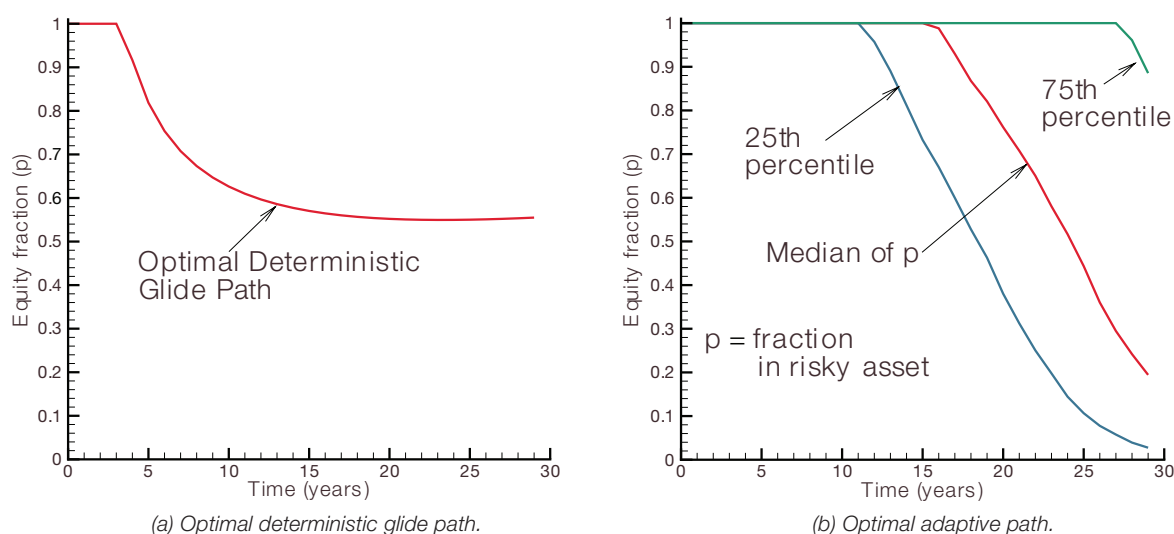 1
0.9
0.8
0.7
0.6
0.5
0.4
0.3
0.2
0.1
0
Equity fraction (p)
Optimal Deterministic
Glide Path
0 5 10 15 20 25 30
Time (years)
(a) Optimal deterministic glide path.
1
0.9
0.8
0.7
0.6
0.5
0.4
0.3
0.2
0.1
0
Equity fraction (p)
75th
percentile
25th
percentile
Median of p
p = fraction
in risky asset
0 5 10 15 20 25 30
Time (years)
(b) Optimal adaptive path.